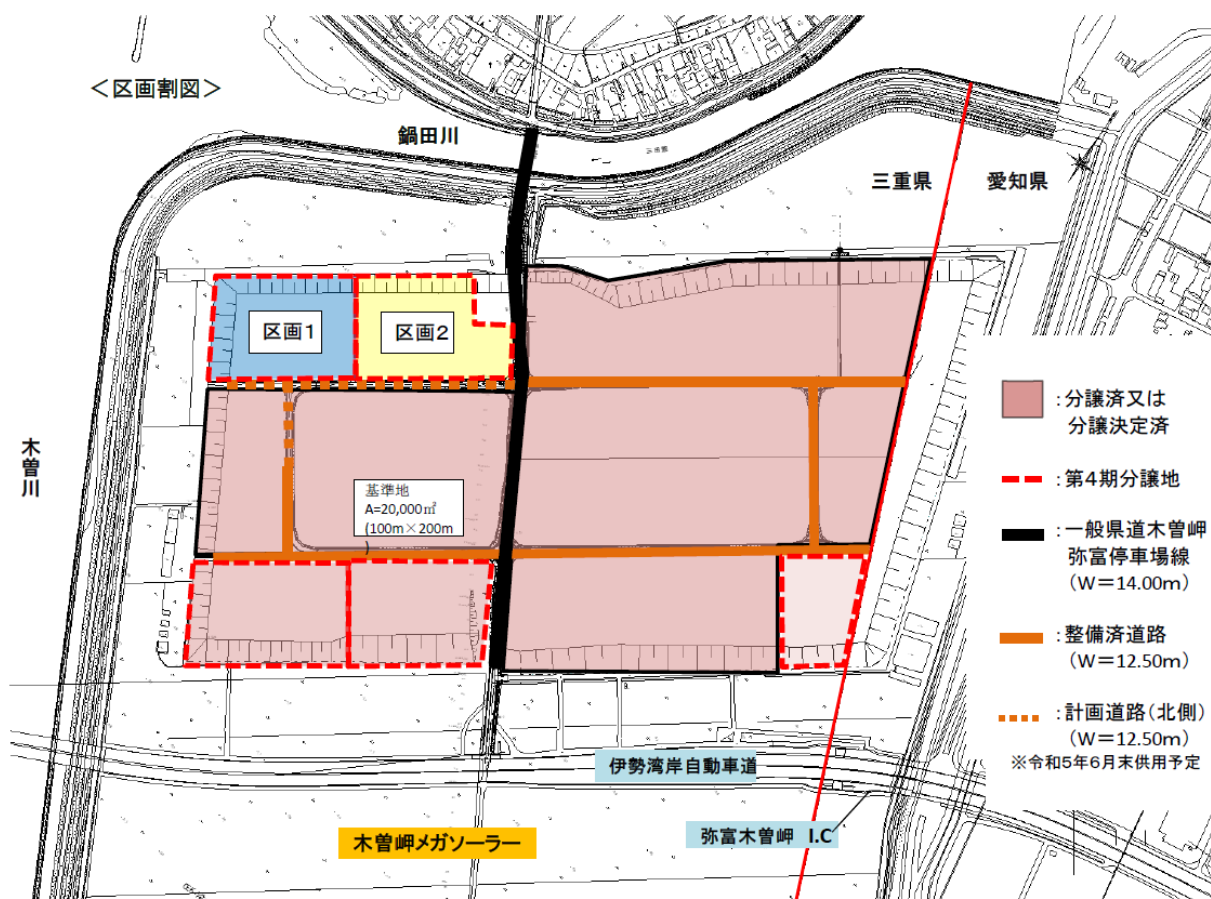 <区画割図>
鍋田川
三重県
愛知県
区画1
区画2
木曽川
基準地
A=20,000㎡
(100m×200m
)
:分譲済又は
分譲決定済
:第4期分譲地
:一般県道木曽岬
弥富停車場線
(W=14.00m)
:整備済道路
(W=12.50m)
:計画道路(北側)
(W=12.50m)
※令和5年6月末供用予定
伊勢湾岸自動車道
弥富木曽岬 I.C
木曽岬メガソーラー